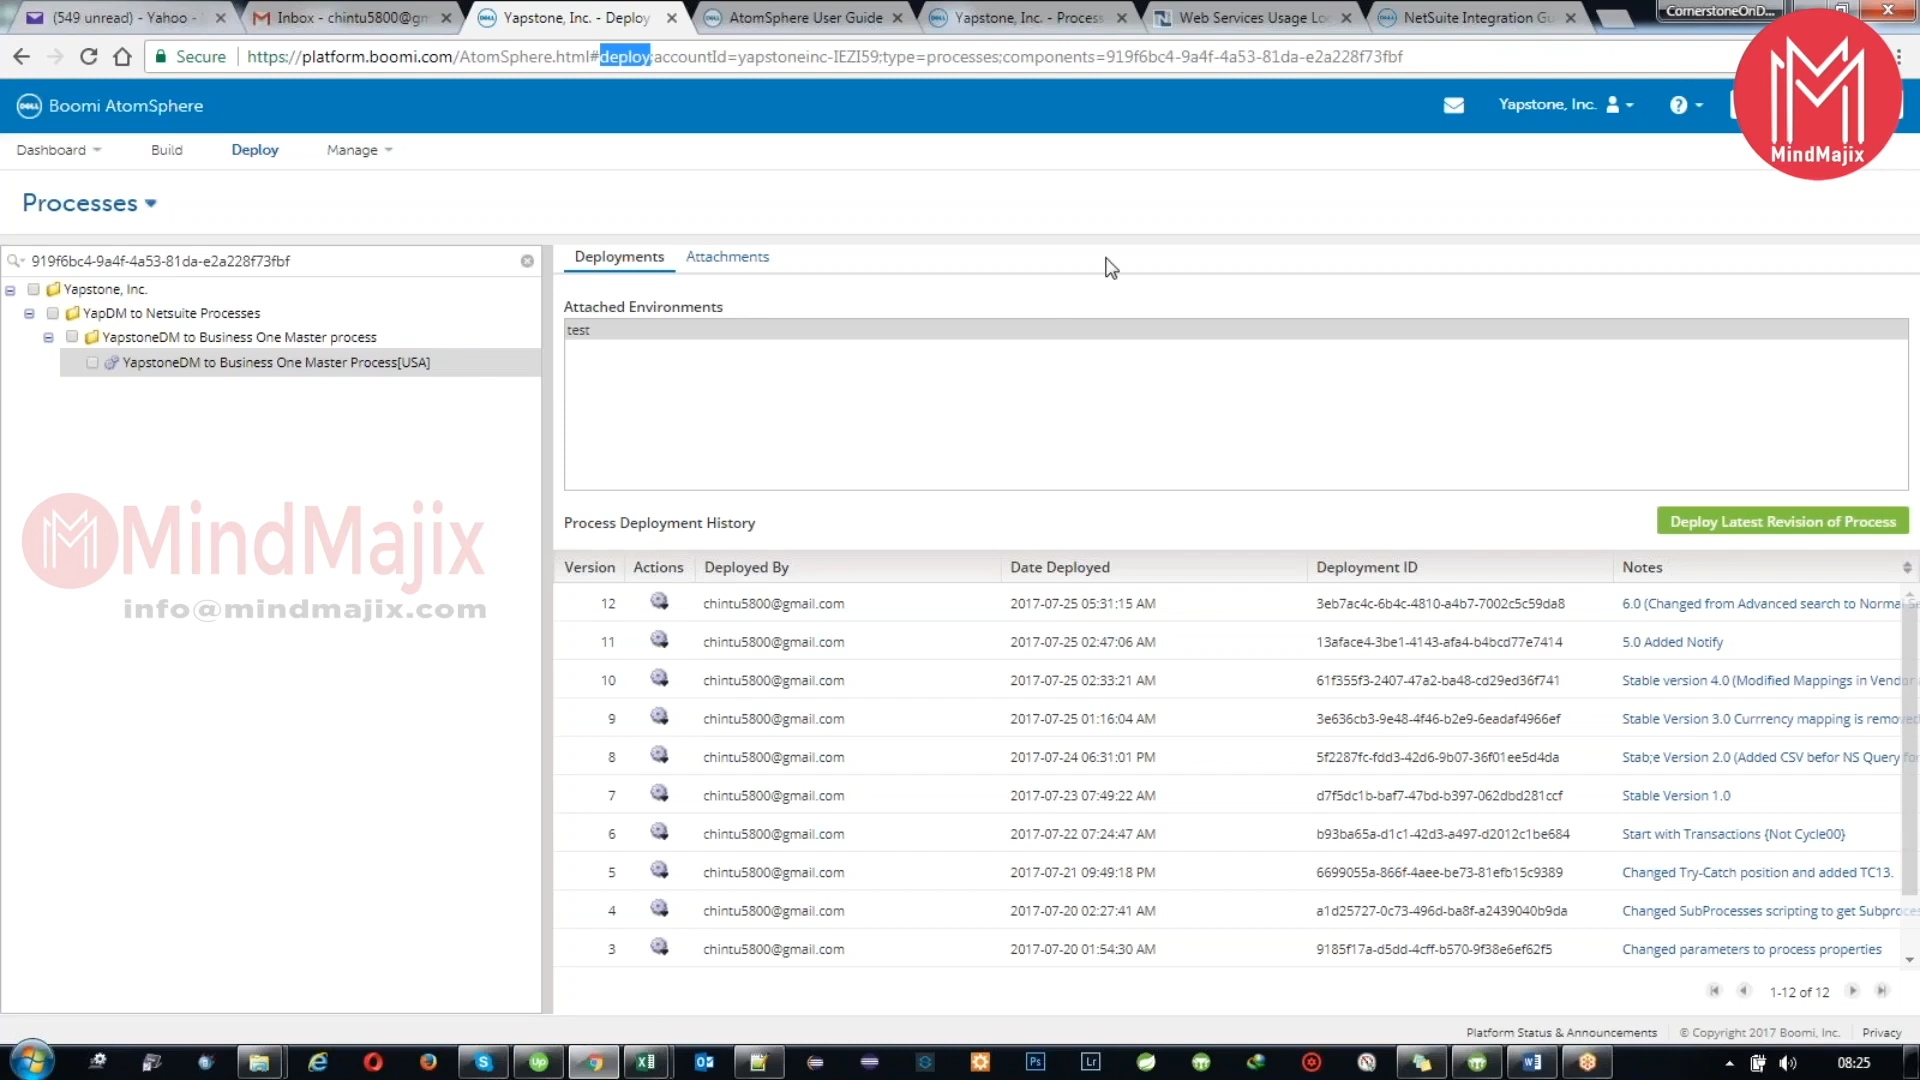 (549 unread) - Yahoo -
Inbox - chintu5800@gm
Yapstone, Inc. - Deploy
AtomSphere User Guide
Yapstone, Inc. - Process
Web Services Usage Lo
NetSuite Integration Gu
CornerstoneOnD...
Secure
https://platform.boomi.com/AtomSphere.html#deploy;accountId=yapstoneinc-IEZI59;type=processes;components=919f6bc4-9a4f-4a53-81da-e2a228f73fbf
DELL Boomi AtomSphere
Yapstone, Inc.
MindMajix
Dashboard
Build
Deploy
Manage
Processes
919f6bc4-9a4f-4a53-81da-e2a228f73fbf
Yapstone, Inc.
YapDM to Netsuite Processes
YapstoneDM to Business One Master process
YapstoneDM to Business One Master Process[USA]
MindMajix
info@mindmajix.com
Deployments
Attachments
Attached Environments
test
Process Deployment History
Deploy Latest Revision of Process
Version Actions Deployed By Date Deployed Deployment ID Notes
12 chintu5800@gmail.com 2017-07-25 05:31:15 AM 3eb7ac4c-6b4c-4810-a4b7-7002c5c59da8 6.0 (Changed from Advanced search to Normal Se
11 chintu5800@gmail.com 2017-07-25 02:47:06 AM 13aface4-3be1-4143-afa4-b4bcd77e7414 5.0 Added Notify
10 chintu5800@gmail.com 2017-07-25 02:33:21 AM 61f355f3-2407-47a2-ba48-cd29ed36f741 Stable version 4.0 (Modified Mappings in Vendor
9 chintu5800@gmail.com 2017-07-25 01:16:04 AM 3e636cb3-9e48-4f46-b2e9-6eadaf4966ef Stable Version 3.0 Currrency mapping is removed
8 chintu5800@gmail.com 2017-07-24 06:31:01 PM 5f2287fc-fdd3-42d6-9b07-36f01ee5d4da Stab;e Version 2.0 (Added CSV befor NS Query for
7 chintu5800@gmail.com 2017-07-23 07:49:22 AM d7f5dc1b-baf7-47bd-b397-062dbd281ccf Stable Version 1.0
6 chintu5800@gmail.com 2017-07-22 07:24:47 AM b93ba65a-d1c1-42d3-a497-d2012c1be684 Start with Transactions {Not Cycle00}
5 chintu5800@gmail.com 2017-07-21 09:49:18 PM 6699055a-866f-4aee-be73-81efb15c9389 Changed Try-Catch position and added TC13.
4 chintu5800@gmail.com 2017-07-20 02:27:41 AM a1d25727-0c73-496d-ba8f-a2439040b9da Changed SubProcesses scripting to get Subproces
3 chintu5800@gmail.com 2017-07-20 01:54:30 AM 9185f17a-d5dd-4cff-b570-9f38e6ef62f5 Changed parameters to process properties
1-12 of 12
Platform Status & Announcements © Copyright 2017 Boomi, Inc. Privacy
Up
Ps
Lr
08:25